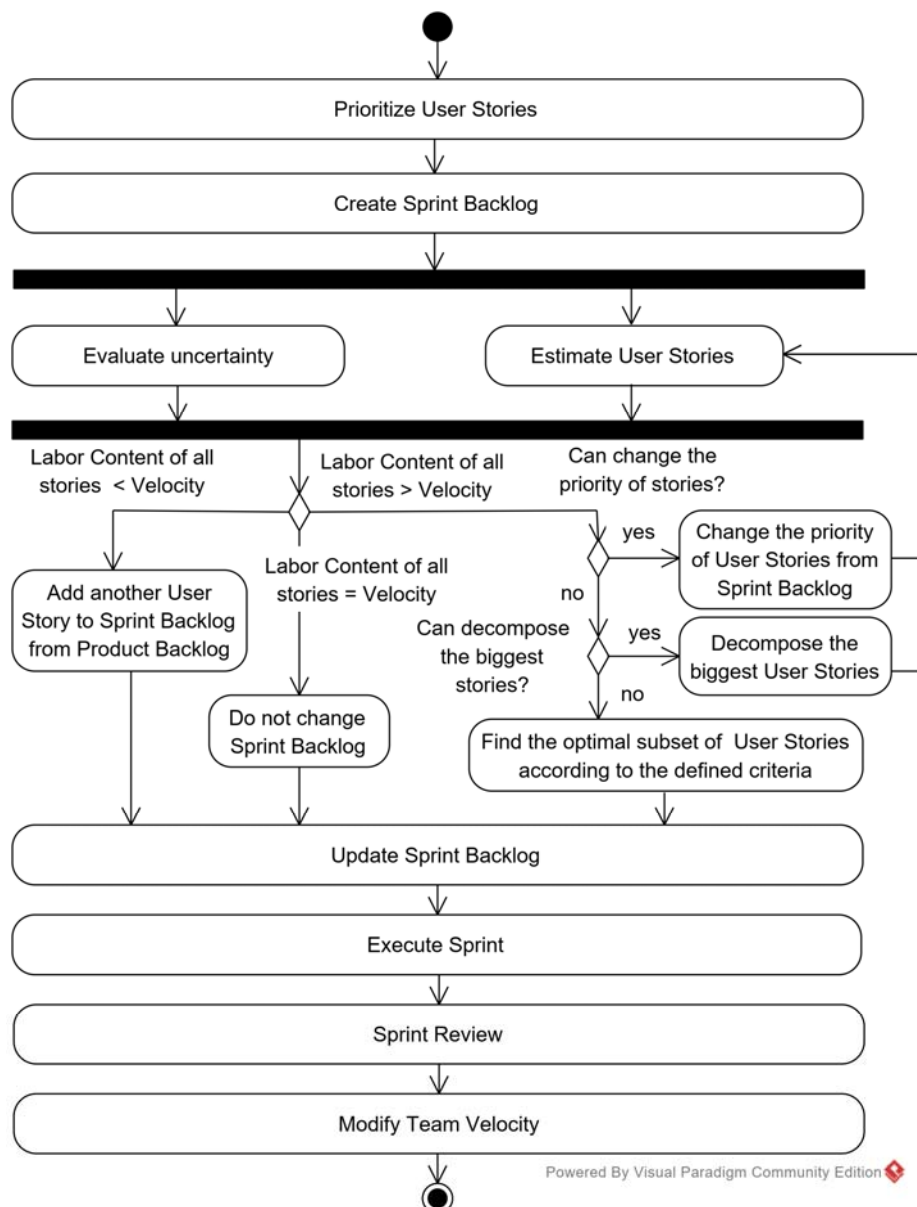 Prioritize User Stories
Create Sprint Backlog
Evaluate uncertainty
Estimate User Stories
Labor Content of all
stories < Velocity
Labor Content of all
stories > Velocity
Can change the
priority of stories?
yes
Change the priority
of User Stories from
Sprint Backlog
Add another User
Story to Sprint Backlog
from Product Backlog
Labor Content of all
stories = Velocity
no
Can decompose
the biggest
stories?
yes
Decompose the
biggest User Stories
no
Do not change
Sprint Backlog
Find the optimal subset of User Stories
according to the defined criteria
Update Sprint Backlog
Execute Sprint
Sprint Review
Modify Team Velocity
Powered By Visual Paradigm Community Edition